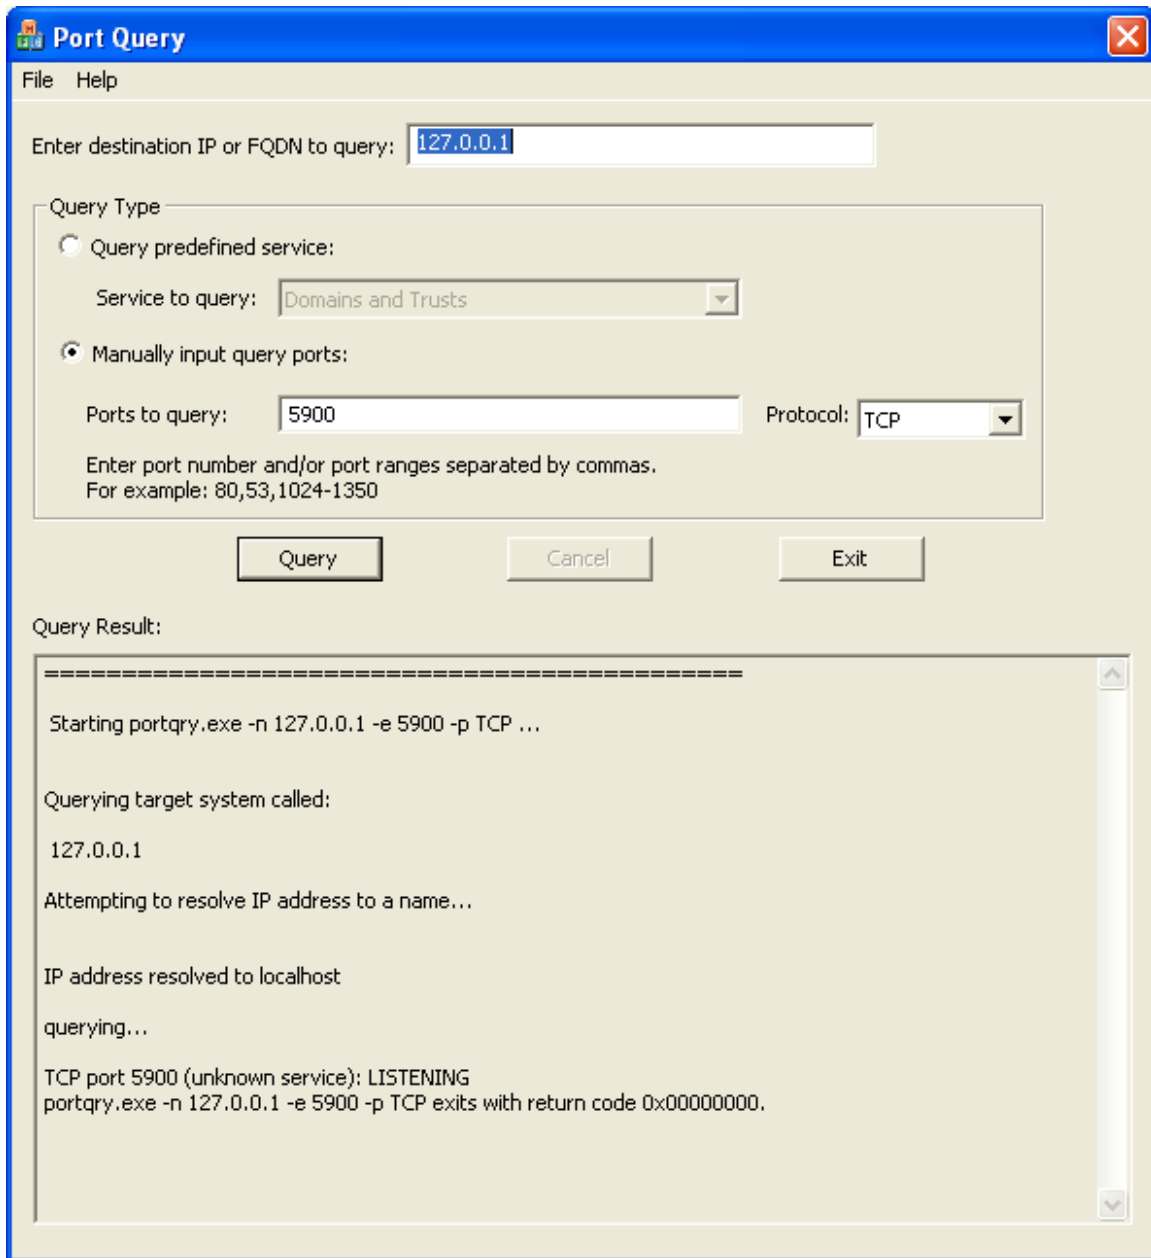 Port Query
File Help
Enter destination IP or FQDN to query: 127.0.0.1
Query Type
Query predefined service:
Service to query: Domains and Trusts
Manually input query ports:
Ports to query: 5900 Protocol: TCP
Enter port number and/or port ranges separated by commas.
For example: 80,53,1024-1350
Query Cancel Exit
Query Result:
=============================================
Starting portqry.exe -n 127.0.0.1 -e 5900 -p TCP ...
Querying target system called:
127.0.0.1
Attempting to resolve IP address to a name...
IP address resolved to localhost
querying...
TCP port 5900 (unknown service): LISTENING
portqry.exe -n 127.0.0.1 -e 5900 -p TCP exits with return code 0x00000000.